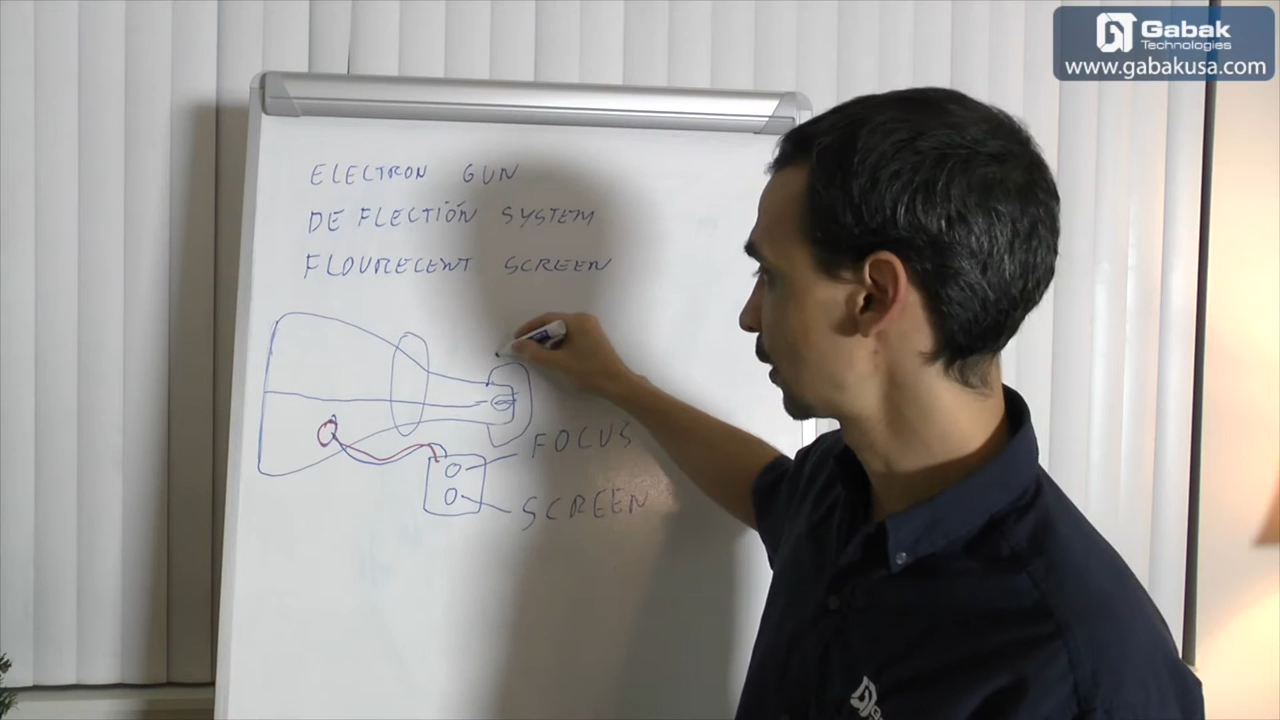 Gabak
Technologies
www.gabakusa.com
ELECTRON GUN
DEFLECTIÓN SYSTEM
FLOURECENT SCREEN
FOCUS
SCREEN